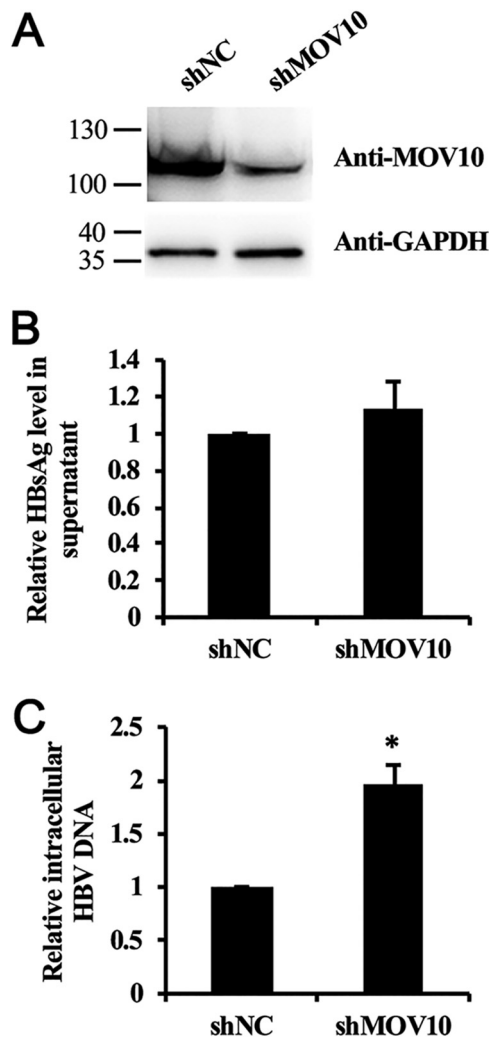 A
shNC
shMOV10
130
100
Anti-MOV10
40
35
Anti-GAPDH
B
Relative HBsAg level in
supernatant
1.4
1.2
1
0.8
0.6
0.4
0.2
0
shNC
shMOV10
C
Relative intracellular
HBV DNA
2.5
2
1.5
1
0.5
0
*
shNC
shMOV10